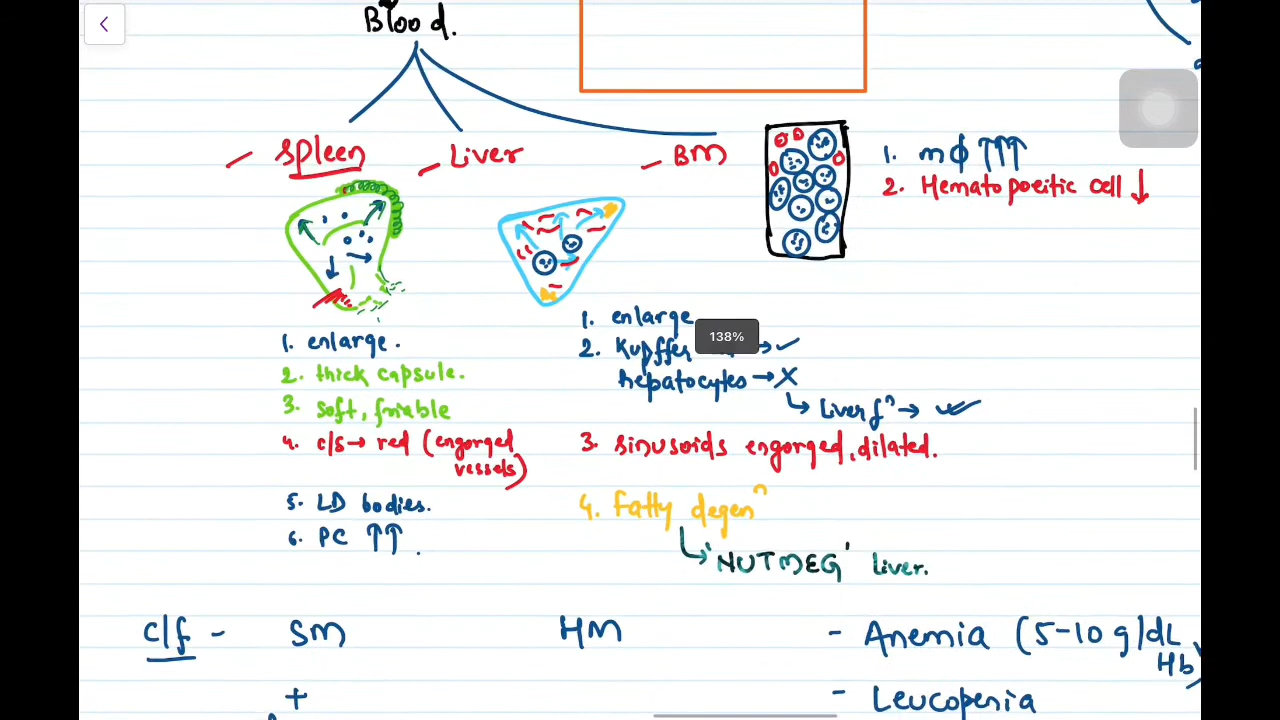 Blood.
Spleen
Liver
BM
1. mϕ ↑↑↑
2. Hematopoeitic cell ↓
1. enlarge.
2. thick capsule.
3. soft, friable
4. c/s → red (engorged
vessels)
5. LD bodies.
6. PC ↑↑.
1. enlarge
138%
2. Kupffer → ✓
hepatocytes → X
↳ Liver fⁿ → ✓
3. sinusoids engorged, dilated.
4. Fatty degenⁿ
↳ 'NUTMEG' liver.
c/f - SM HM - Anemia (5-10 g/dL
Hb
+ - Leucopenia